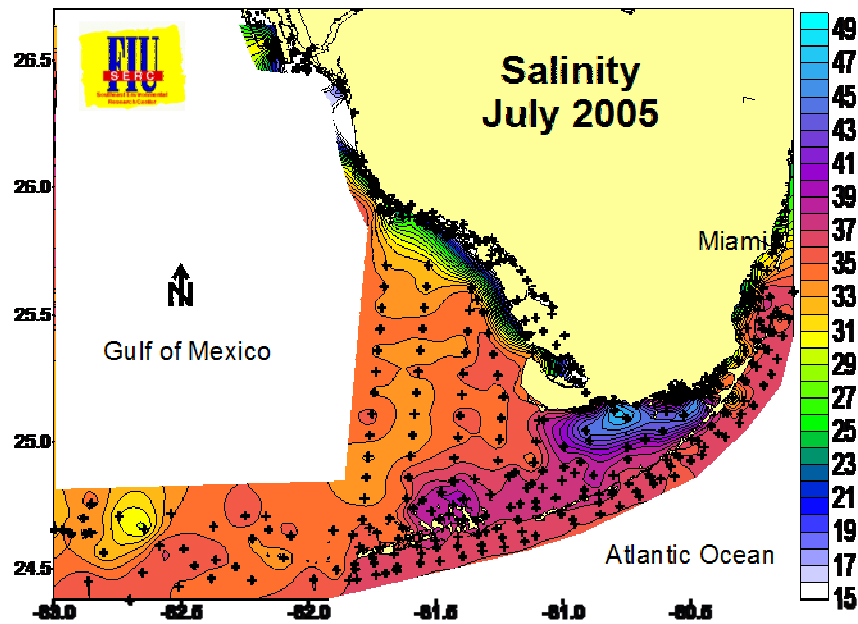 FIU
SERC
Southeast Environmental
Research Center
Salinity
July 2005
Miami
N
Gulf of Mexico
Atlantic Ocean
26.5
26.0
25.5
25.0
24.5
-83.0 -82.5 -82.0 -81.5 -81.0 -80.5
49
47
45
43
41
39
37
35
33
31
29
27
25
23
21
19
17
15